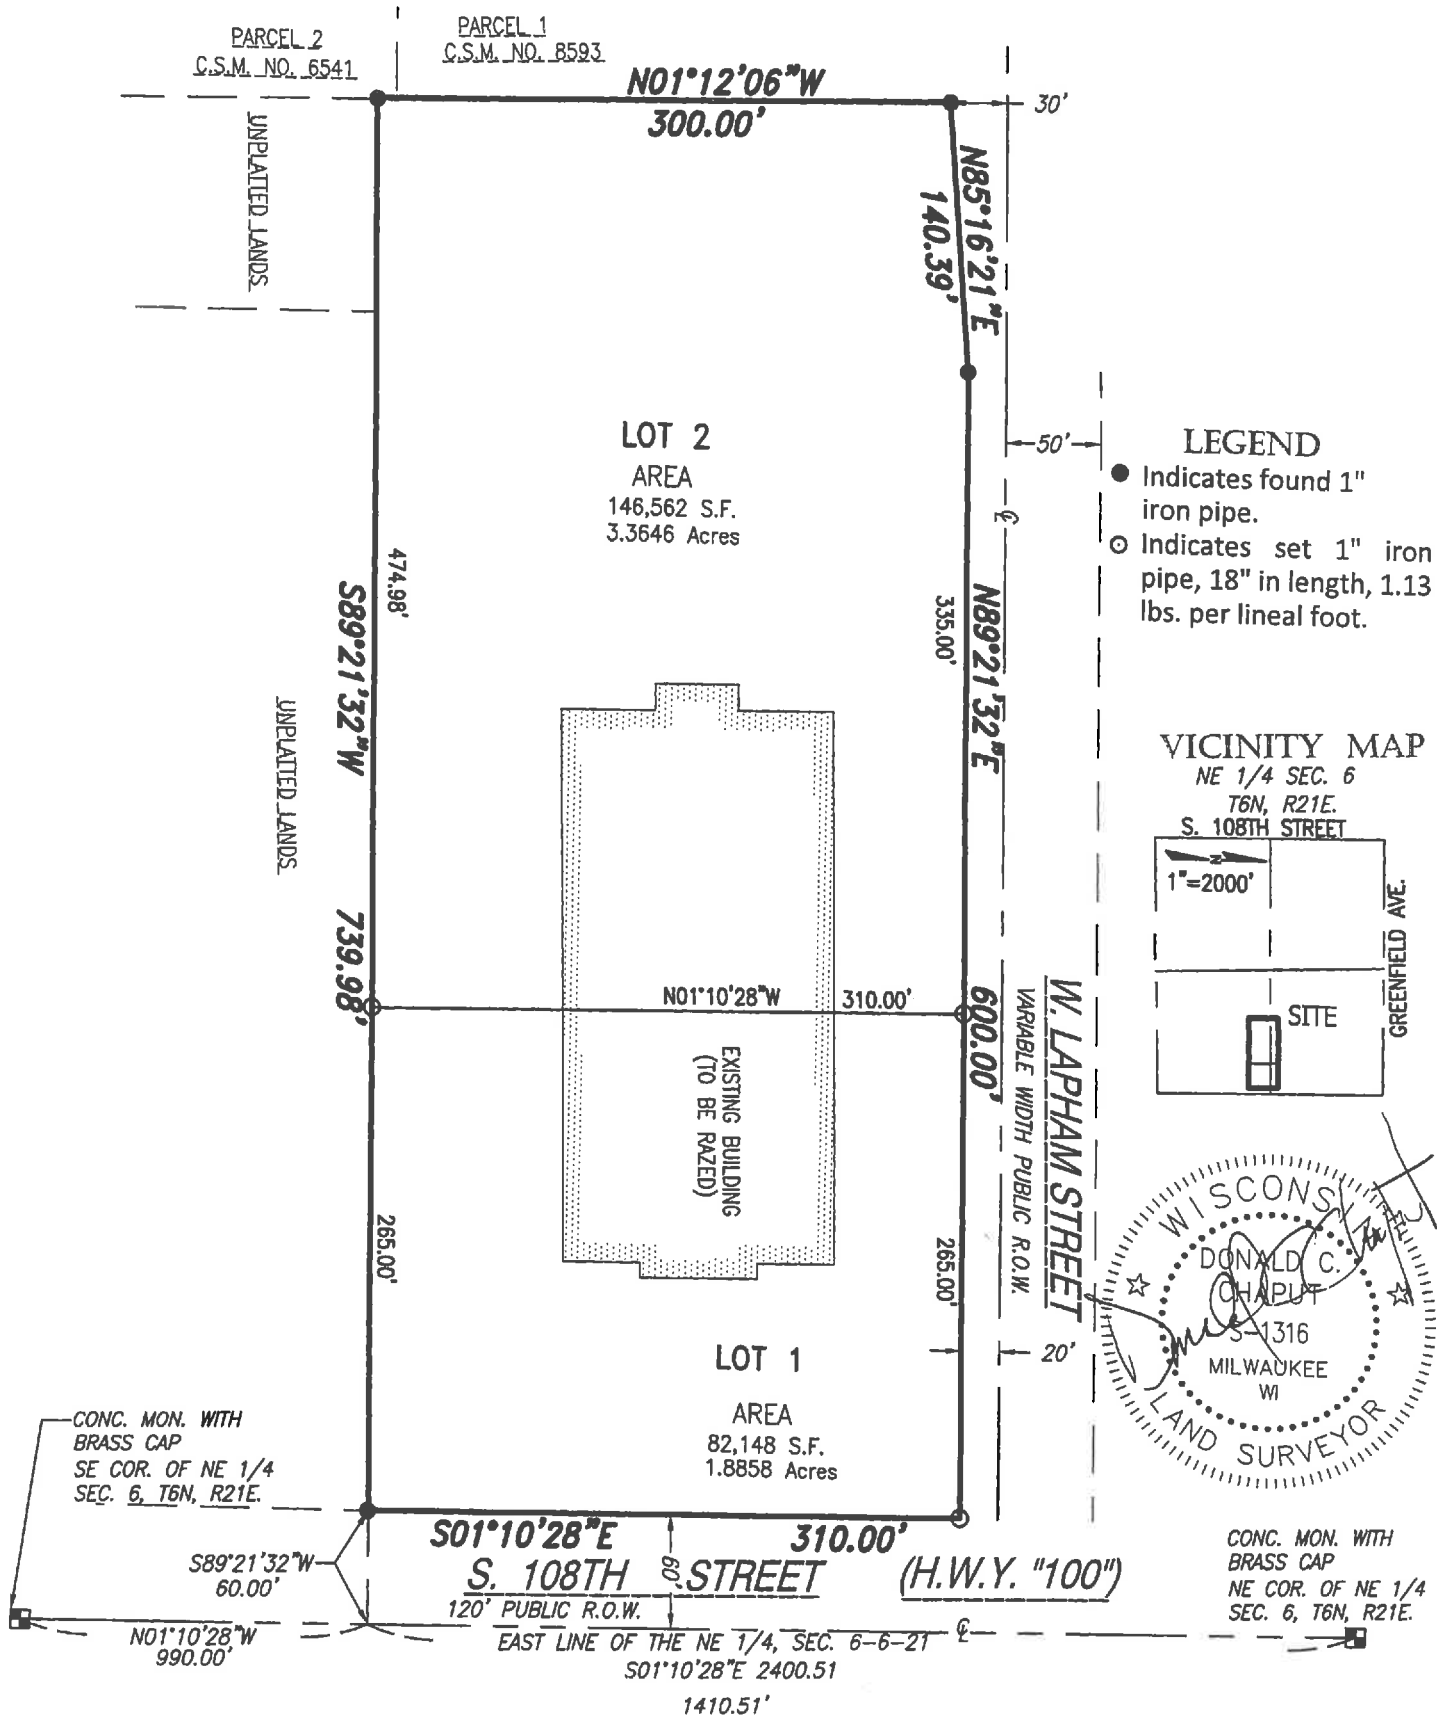 PARCEL 2
C.S.M. NO. 6541
PARCEL 1
C.S.M. NO. 8593
N01°12'06"W
300.00'
30'
UNPLATTED LANDS
N85°16'21"E
140.39'
LOT 2
AREA
146,562 S.F.
3.3646 Acres
50'
LEGEND
Indicates found 1"
iron pipe.
Indicates set 1" iron
pipe, 18" in length, 1.13
lbs. per lineal foot.
474.98'
S89°21'32"W
739.98'
335.00'
N89°21'32"E
600.00'
UNPLATTED LANDS
VICINITY MAP
NE 1/4 SEC. 6
T6N, R21E.
S. 108TH STREET
N
1"=2000'
GREENFIELD AVE.
SITE
N01°10'28"W
310.00'
EXISTING BUILDING
(TO BE RAZED)
W. LAPHAM STREET
VARIABLE WIDTH PUBLIC R.O.W.
265.00'
265.00'
20'
WISCONSIN
DONALD C.
CHAPUT
S-1316
MILWAUKEE
WI
LAND SURVEYOR
LOT 1
AREA
82,148 S.F.
1.8858 Acres
CONC. MON. WITH
BRASS CAP
SE COR. OF NE 1/4
SEC. 6, T6N, R21E.
S01°10'28"E
310.00'
S89°21'32"W
60.00'
60'
S. 108TH STREET (H.W.Y. "100")
120' PUBLIC R.O.W.
CONC. MON. WITH
BRASS CAP
NE COR. OF NE 1/4
SEC. 6, T6N, R21E.
N01°10'28"W
990.00'
EAST LINE OF THE NE 1/4, SEC. 6-6-21
S01°10'28"E 2400.51
1410.51'